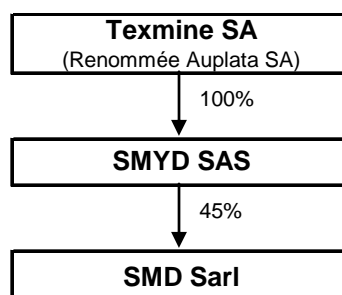 Texmine SA
(Renommée Auplata SA)
100%
SMYD SAS
45%
SMD Sarl